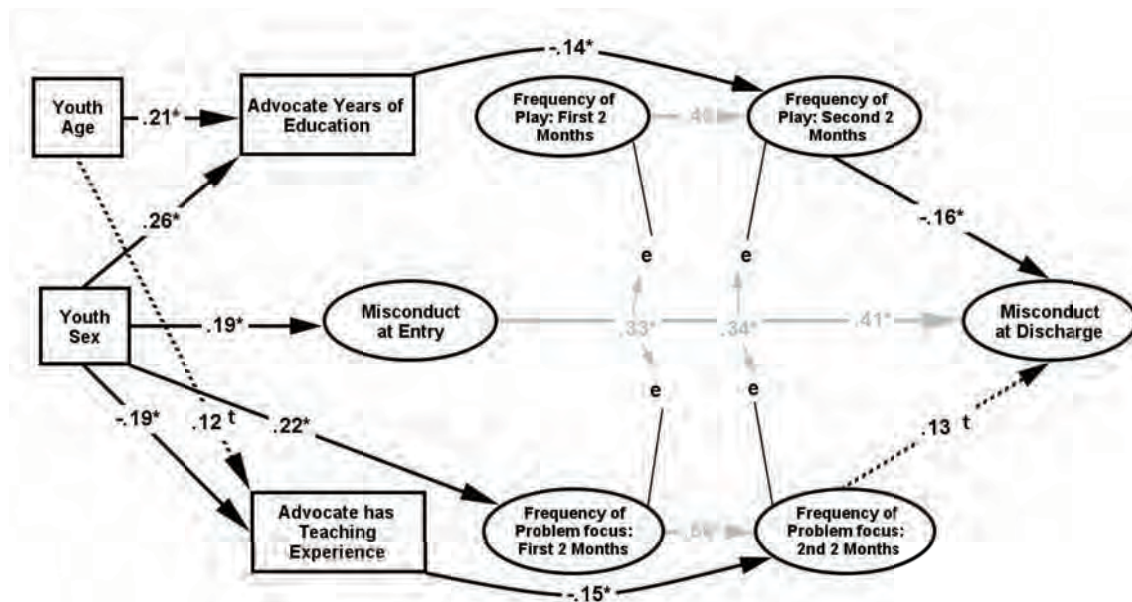 -.14*
Youth
Age
.21*
Advocate Years of
Education
Frequency of
Play: First 2
Months
Frequency of
Play: Second 2
Months
.26*
-.16*
e
e
Youth
Sex
.19*
Misconduct
at Entry
.33*
.34*
.41*
Misconduct
at Discharge
e
e
-.19*
.12 t
.22*
.13 t
Advocate has
Teaching
Experience
Frequency of
Problem focus:
First 2 Months
Frequency of
Problem focus:
2nd 2 Months
-.15*